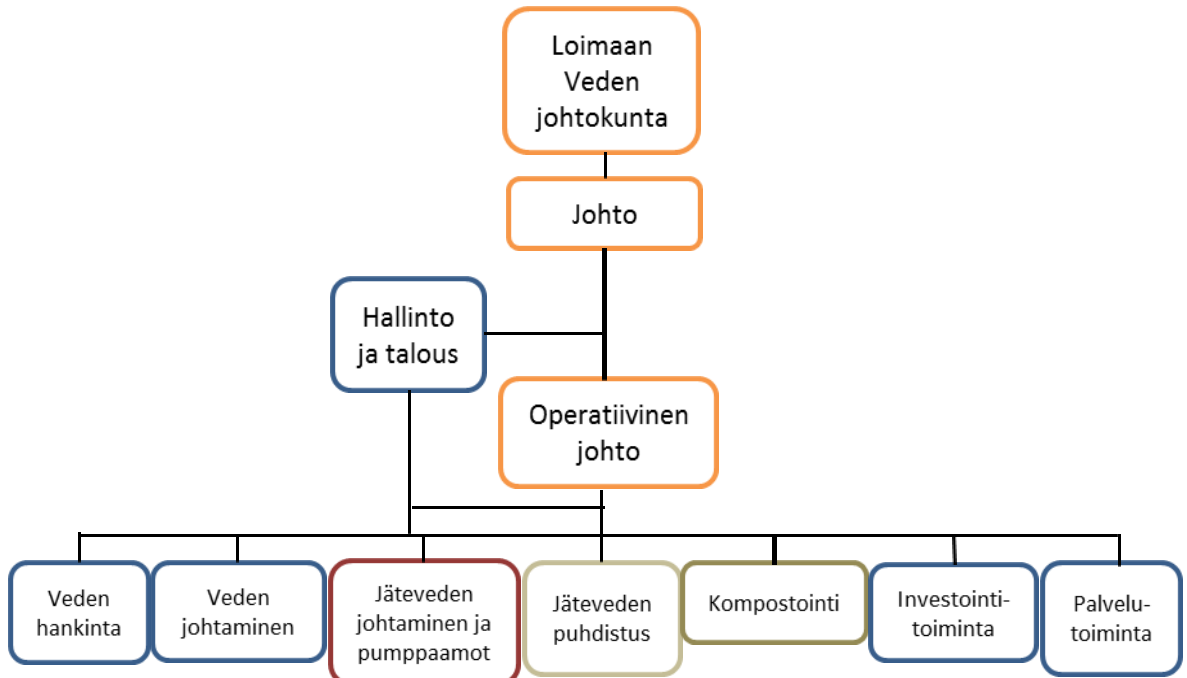 Loimaan
Veden
johtokunta
Johto
Hallinto
ja talous
Operatiivinen
johto
Veden
hankinta
Veden
johtaminen
Jäteveden
johtaminen ja
pumppaamot
Jäteveden
puhdistus
Kompostointi
Investointi-
toiminta
Palvelu-
toiminta